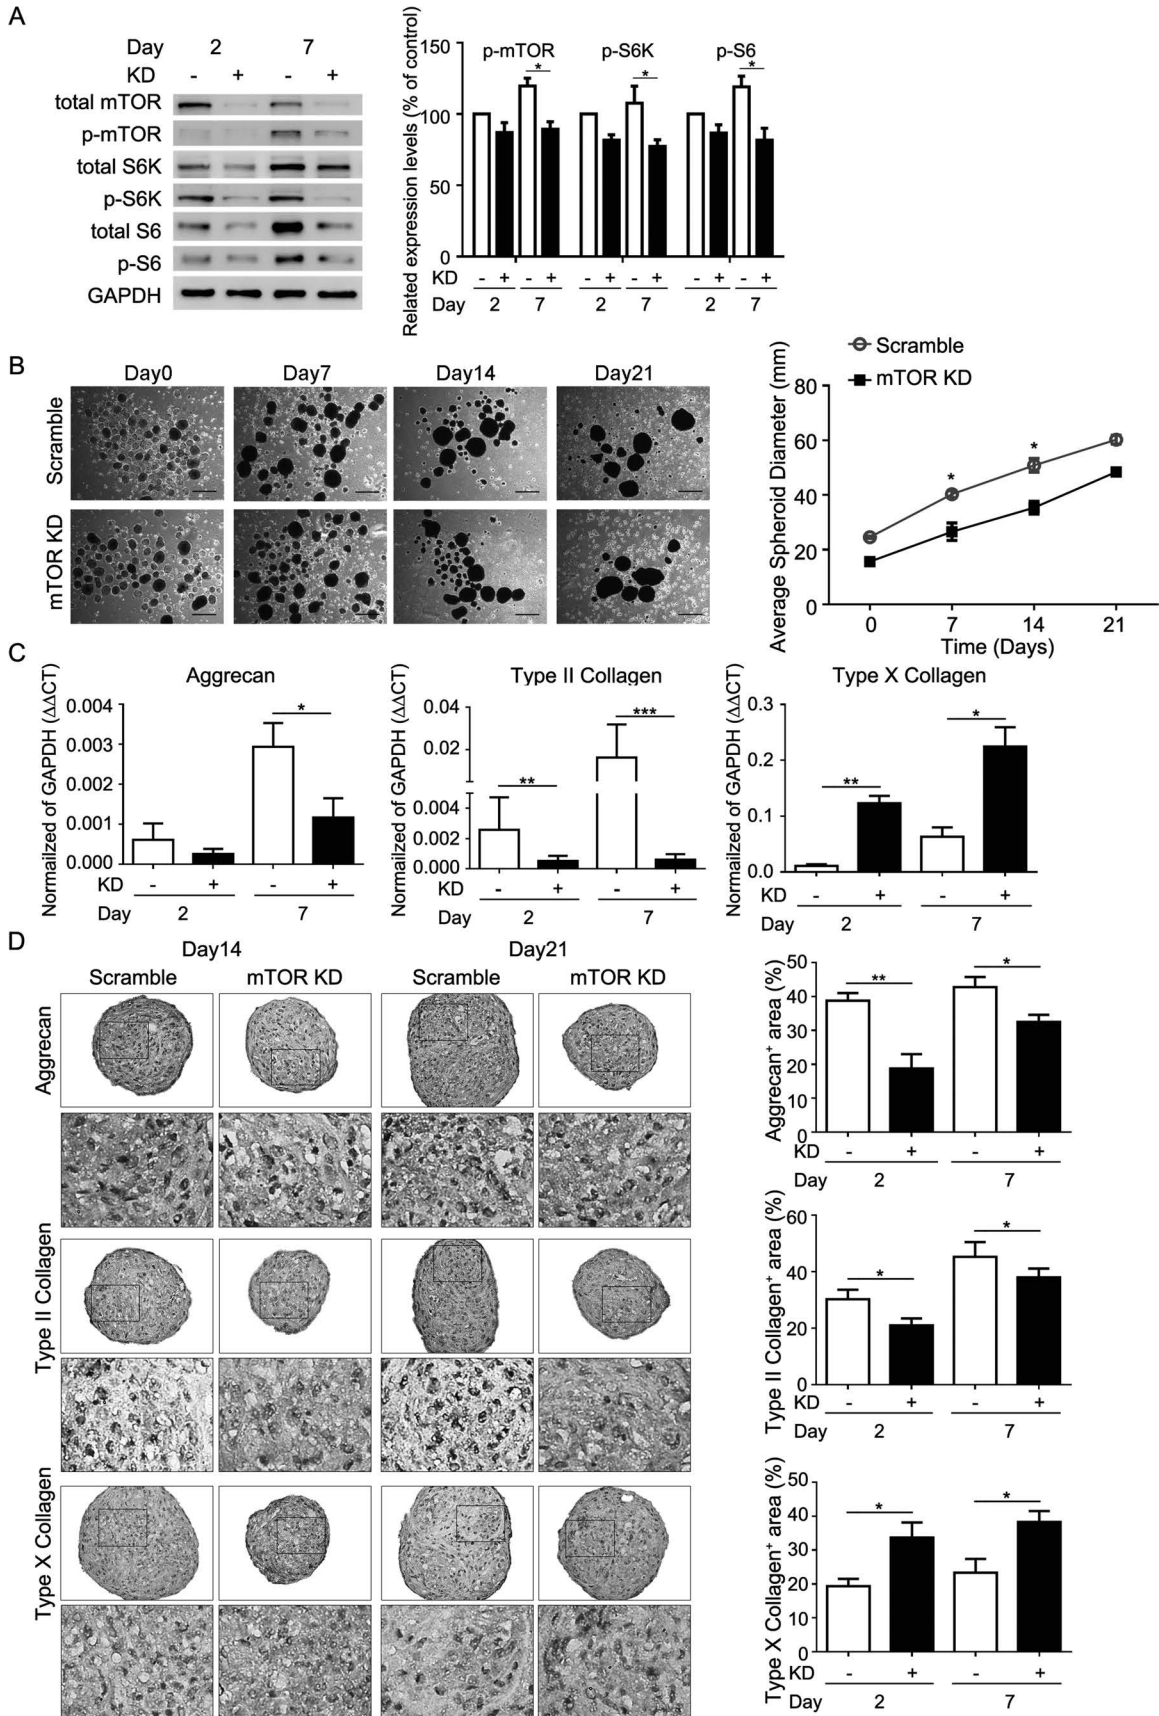 A
Day 2 7
KD - + - +
total mTOR
p-mTOR
total S6K
p-S6K
total S6
p-S6
GAPDH
Related expression levels (% of control)
150
100
50
0
p-mTOR p-S6K p-S6
* * *
KD - + - + - + - + - + - +
Day 2 7 2 7 2 7
B
Day0 Day7 Day14 Day21
Scramble
mTOR KD
Scramble
mTOR KD
Average Spheroid Diameter (mm)
80
60
40
20
0
* *
0 7 14 21
Time (Days)
C
Aggrecan
Normailzed of GAPDH (ΔΔCT)
0.004
0.003
0.002
0.001
0.000
*
KD - + - +
Day 2 7
Type II Collagen
Normailzed of GAPDH (ΔΔCT)
0.04
0.02
0.004
0.002
0.000
** ***
KD - + - +
Day 2 7
Type X Collagen
Normailzed of GAPDH (ΔΔCT)
0.3
0.2
0.1
0.0
** *
KD - + - +
Day 2 7
D
Day14 Day21
Scramble mTOR KD Scramble mTOR KD
Aggrecan
Type II Collagen
Type X Collagen
Aggrecan⁺ area (%)
50
40
30
20
10
0
** *
KD - + - +
Day 2 7
Type II Collagen⁺ area (%)
60
40
20
0
* *
KD - + - +
Day 2 7
Type X Collagen⁺ area (%)
50
40
30
20
10
0
* *
KD - + - +
Day 2 7